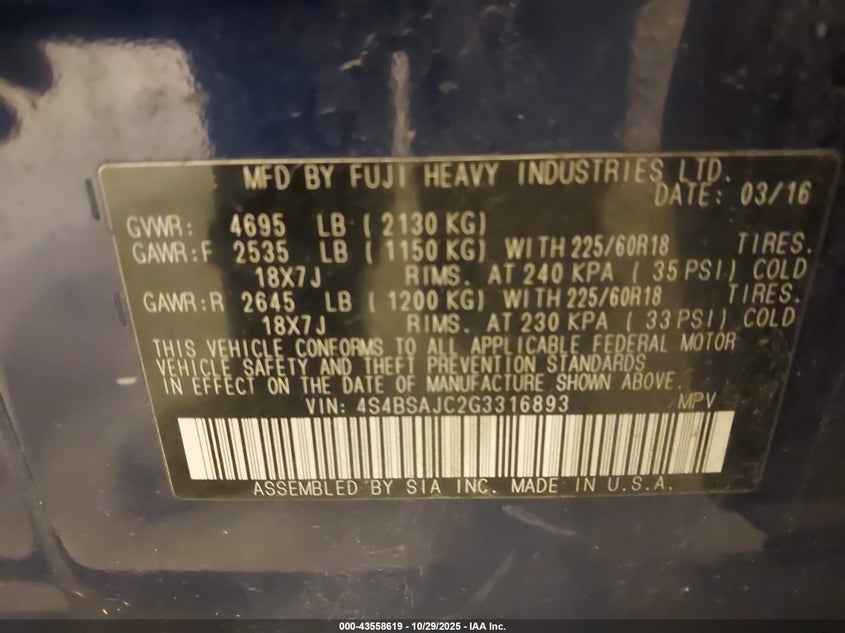 MFD BY FUJI HEAVY INDUSTRIES LTD.
DATE: 03/16
GVWR: 4695 LB ( 2130 KG)
GAWR:F 2535 LB ( 1150 KG) WITH 225/60R18 TIRES.
18X7J RIMS. AT 240 KPA ( 35 PSI) COLD
GAWR:R 2645 LB ( 1200 KG) WITH 225/60R18 TIRES.
18X7J RIMS. AT 230 KPA ( 33 PSI) COLD
THIS VEHICLE CONFORMS TO ALL APPLICABLE FEDERAL MOTOR
VEHICLE SAFETY AND THEFT PREVENTION STANDARDS
IN EFFECT ON THE DATE OF MANUFACTURE SHOWN ABOVE.
VIN: 4S4BSAJC2G3316893 MPV
ASSEMBLED BY SIA INC. MADE IN U.S.A.
000-43558619 - 10/29/2025 - IAA Inc.